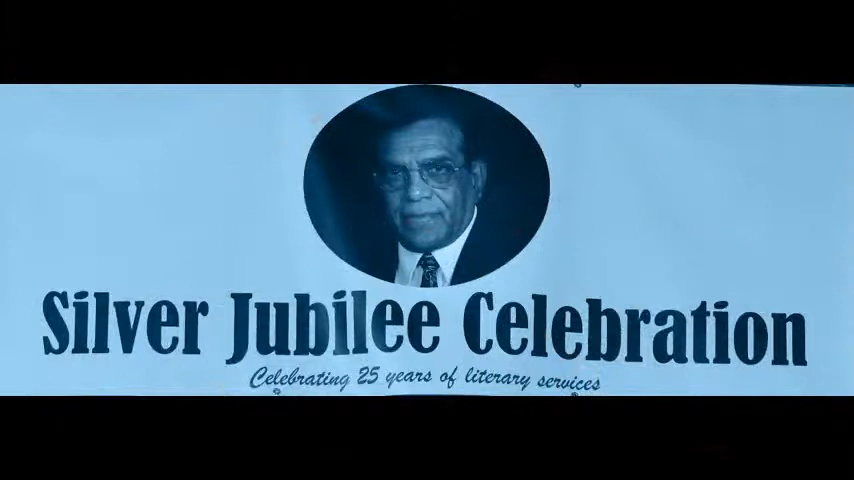 Silver Jubilee Celebration
Celebrating 25 years of literary services